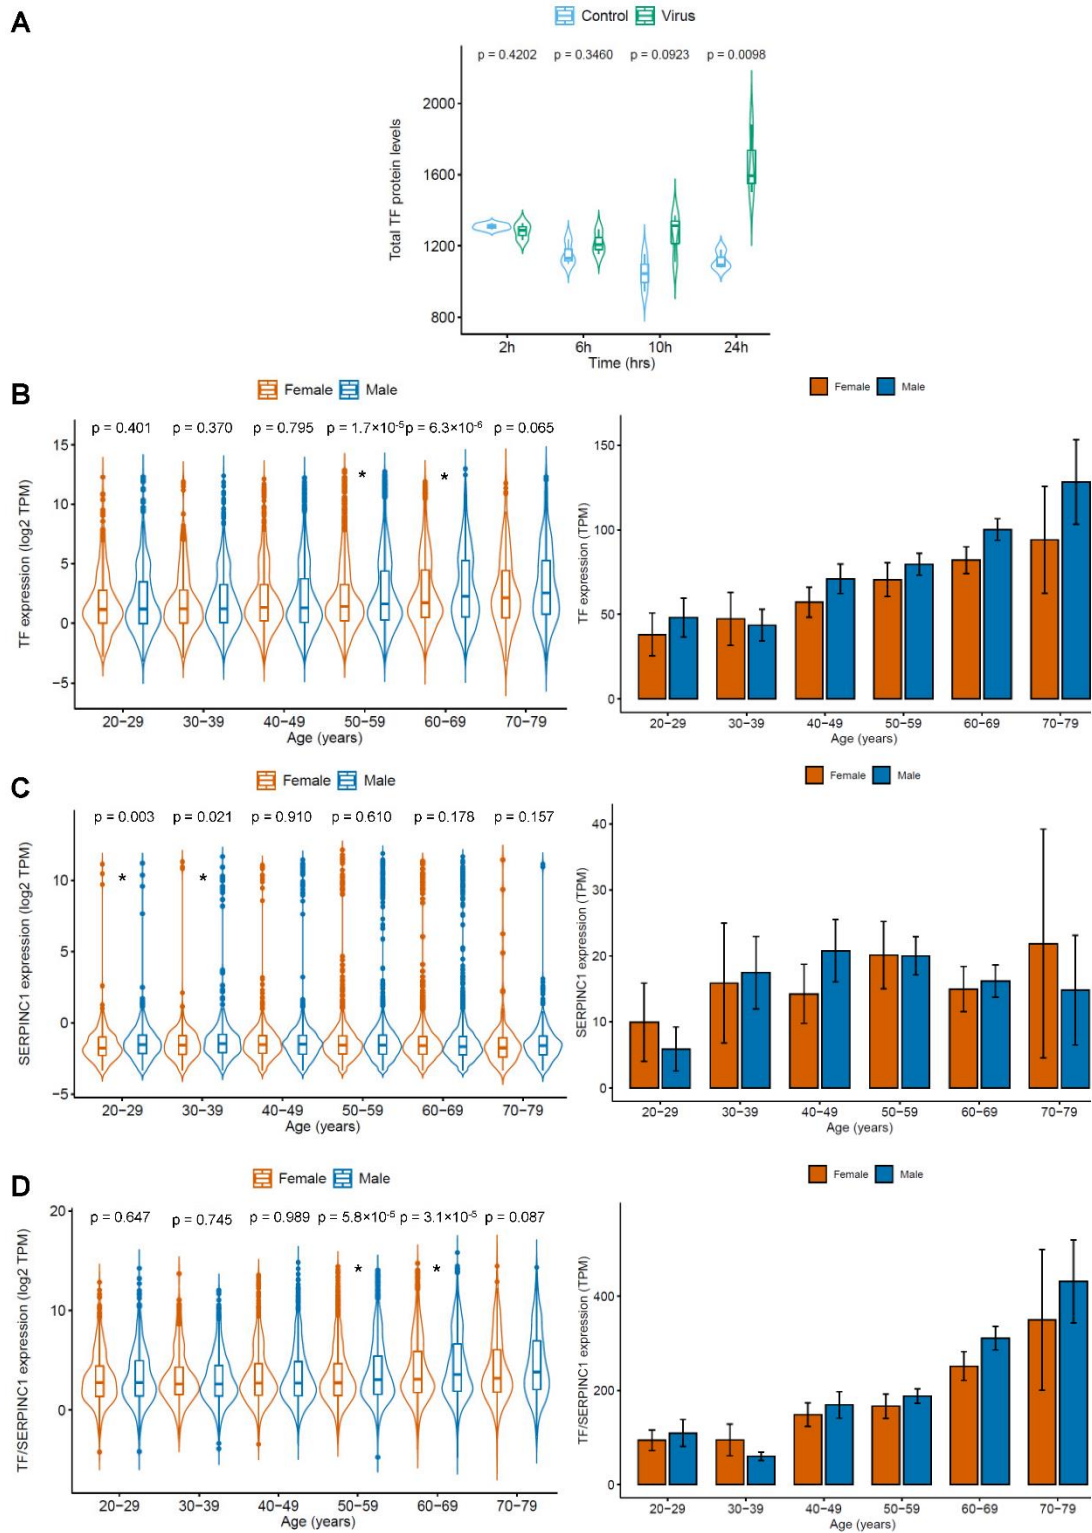 A
Control Virus
p = 0.4202 p = 0.3460 p = 0.0923 p = 0.0098
Total TF protein levels
2000
1600
1200
800
2h 6h 10h 24h
Time (hrs)
B
Female Male
p = 0.401 p = 0.370 p = 0.795 p = 1.7×10⁻⁵ p = 6.3×10⁻⁶ p = 0.065
* *
TF expression (log2 TPM)
15
10
5
0
−5
20−29 30−39 40−49 50−59 60−69 70−79
Age (years)
Female Male
TF expression (TPM)
150
100
50
0
20−29 30−39 40−49 50−59 60−69 70−79
Age (years)
C
Female Male
p = 0.003 p = 0.021 p = 0.910 p = 0.610 p = 0.178 p = 0.157
* *
SERPINC1 expression (log2 TPM)
10
5
0
−5
20−29 30−39 40−49 50−59 60−69 70−79
Age (years)
Female Male
SERPINC1 expression (TPM)
40
30
20
10
0
20−29 30−39 40−49 50−59 60−69 70−79
Age (years)
D
Female Male
p = 0.647 p = 0.745 p = 0.989 p = 5.8×10⁻⁵ p = 3.1×10⁻⁵ p = 0.087
* *
TF/SERPINC1 expression (log2 TPM)
20
10
0
20−29 30−39 40−49 50−59 60−69 70−79
Age (years)
Female Male
TF/SERPINC1 expression (TPM)
400
200
0
20−29 30−39 40−49 50−59 60−69 70−79
Age (years)